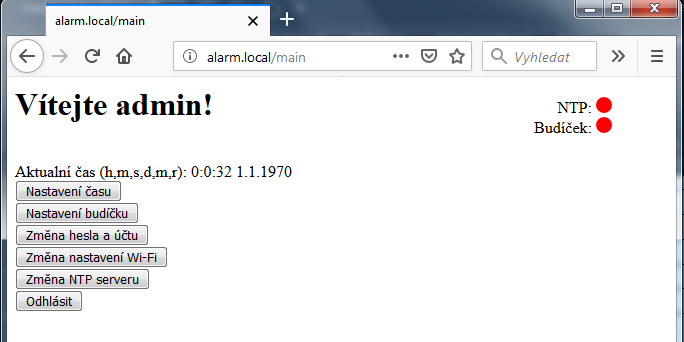 alarm.local/main
alarm.local/main
Vyhledat
Vítejte admin!
NTP:
Budíček:
Aktualní čas (h,m,s,d,m,r): 0:0:32 1.1.1970
Nastavení času
Nastavení budíčku
Změna hesla a účtu
Změna nastavení Wi-Fi
Změna NTP serveru
Odhlásit